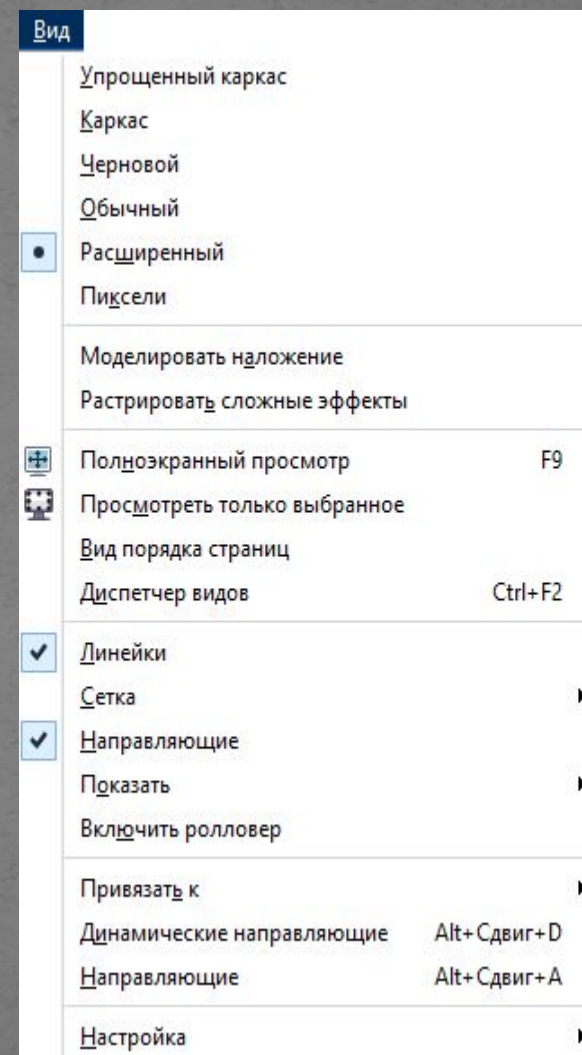 Вид
Упрощенный каркас
Каркас
Черновой
Обычный
Расширенный
Пиксели
Моделировать наложение
Растрировать сложные эффекты
Полноэкранный просмотр F9
Просмотреть только выбранное
Вид порядка страниц
Диспетчер видов Ctrl+F2
Линейки
Сетка
Направляющие
Показать
Включить ролловер
Привязать к
Динамические направляющие Alt+Сдвиг+D
Направляющие Alt+Сдвиг+A
Настройка